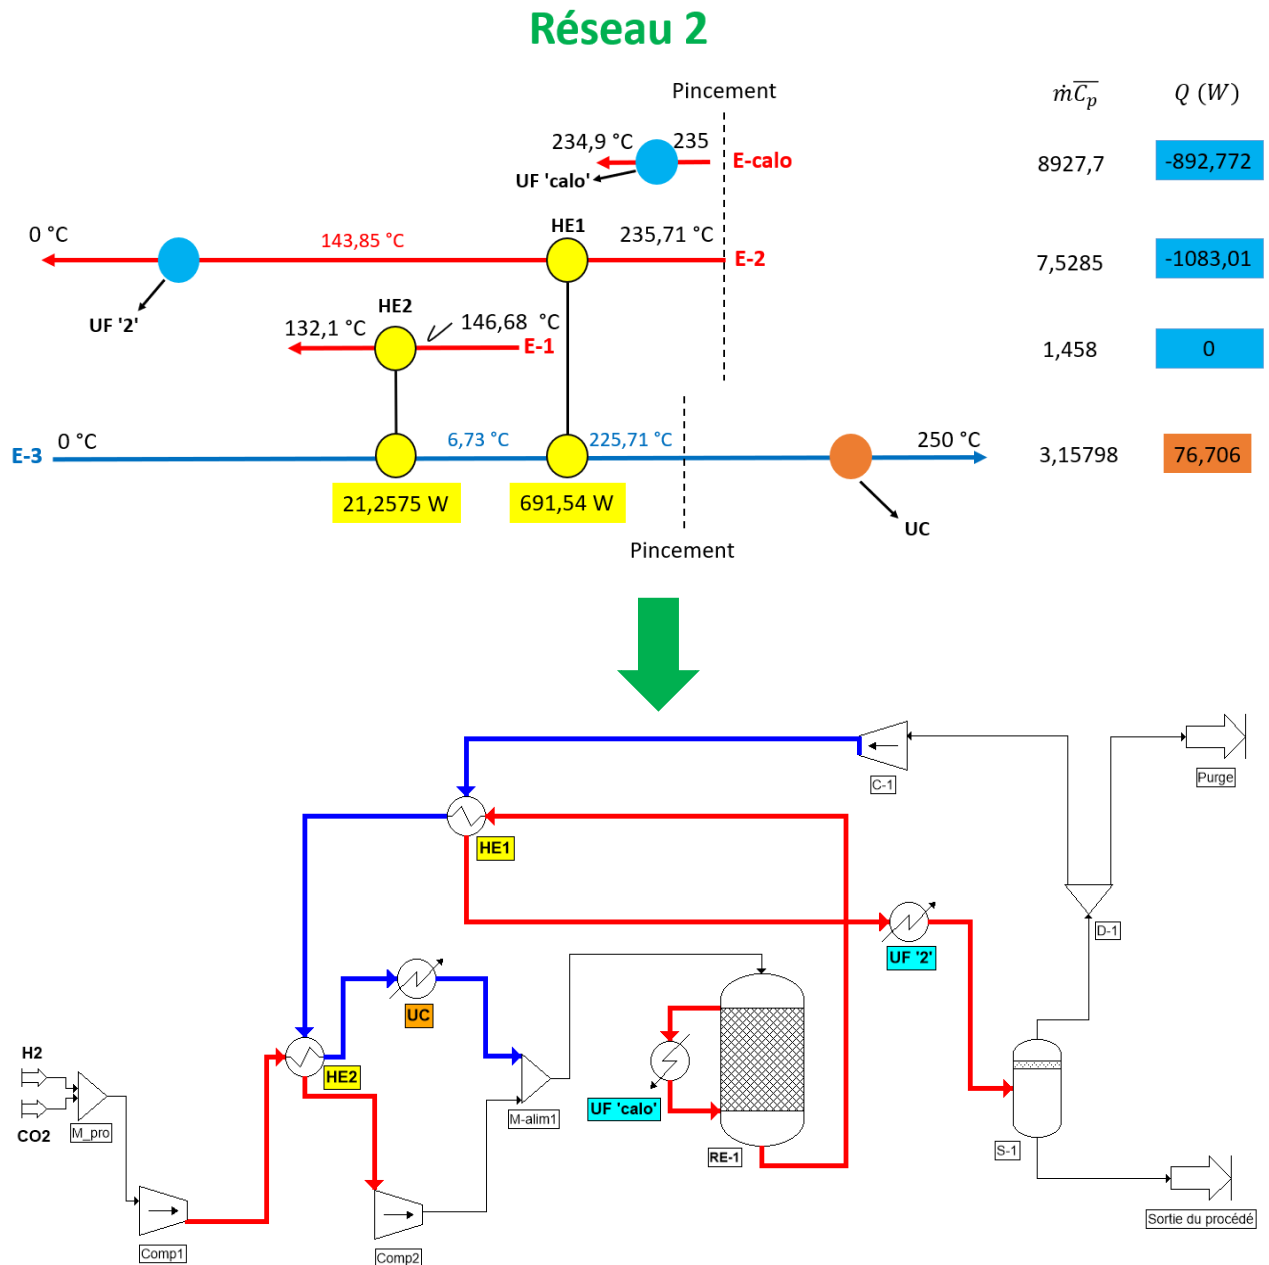 Réseau 2
Pincement
ṁC̄p
Q (W)
234,9 °C
235
E-calo
8927,7
-892,772
UF 'calo'
HE1
0 °C
143,85 °C
235,71 °C
E-2
7,5285
-1083,01
UF '2'
HE2
132,1 °C
146,68 °C
E-1
1,458
0
E-3
0 °C
6,73 °C
225,71 °C
250 °C
3,15798
76,706
21,2575 W
691,54 W
UC
Pincement
C-1
Purge
HE1
UF '2'
D-1
UC
H2
HE2
CO2
M_pro
M-alim1
UF 'calo'
RE-1
S-1
Sortie du procédé
Comp1
Comp2